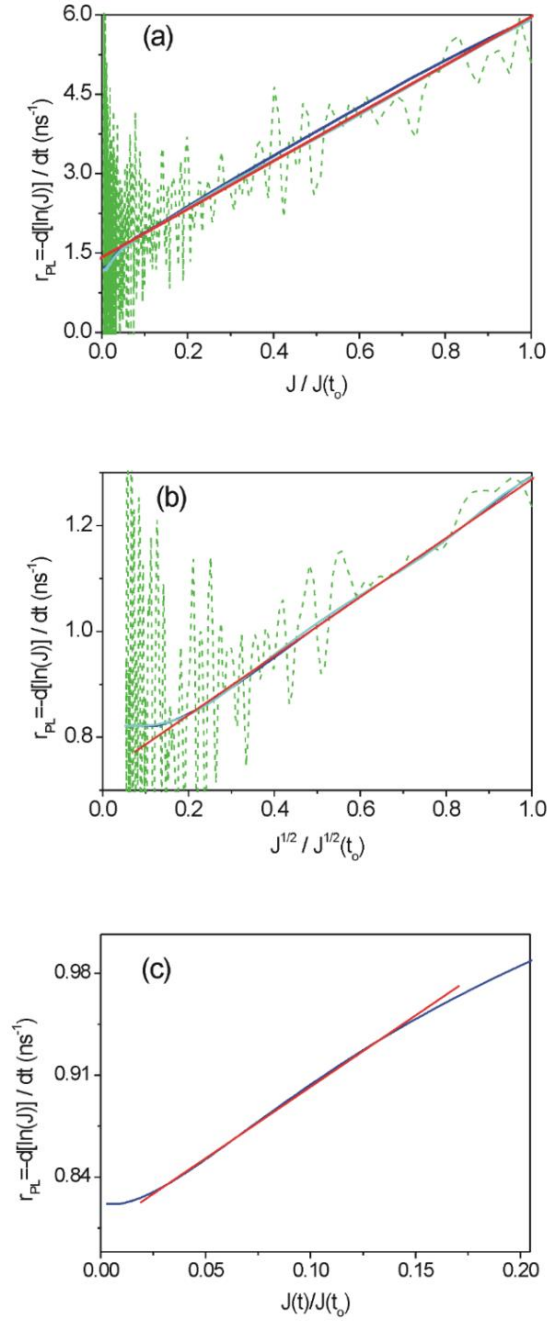 (a)
r_PL=-d[ln(J)] / dt (ns⁻¹)
6.0
4.5
3.0
1.5
0.0
0.0 0.2 0.4 0.6 0.8 1.0
J / J(t_o)
(b)
r_PL=-d[ln(J)] / dt (ns⁻¹)
1.2
1.0
0.8
0.0 0.2 0.4 0.6 0.8 1.0
J^1/2 / J^1/2(t_o)
(c)
r_PL=-d[ln(J)] / dt (ns⁻¹)
0.98
0.91
0.84
0.00 0.05 0.10 0.15 0.20
J(t)/J(t_o)